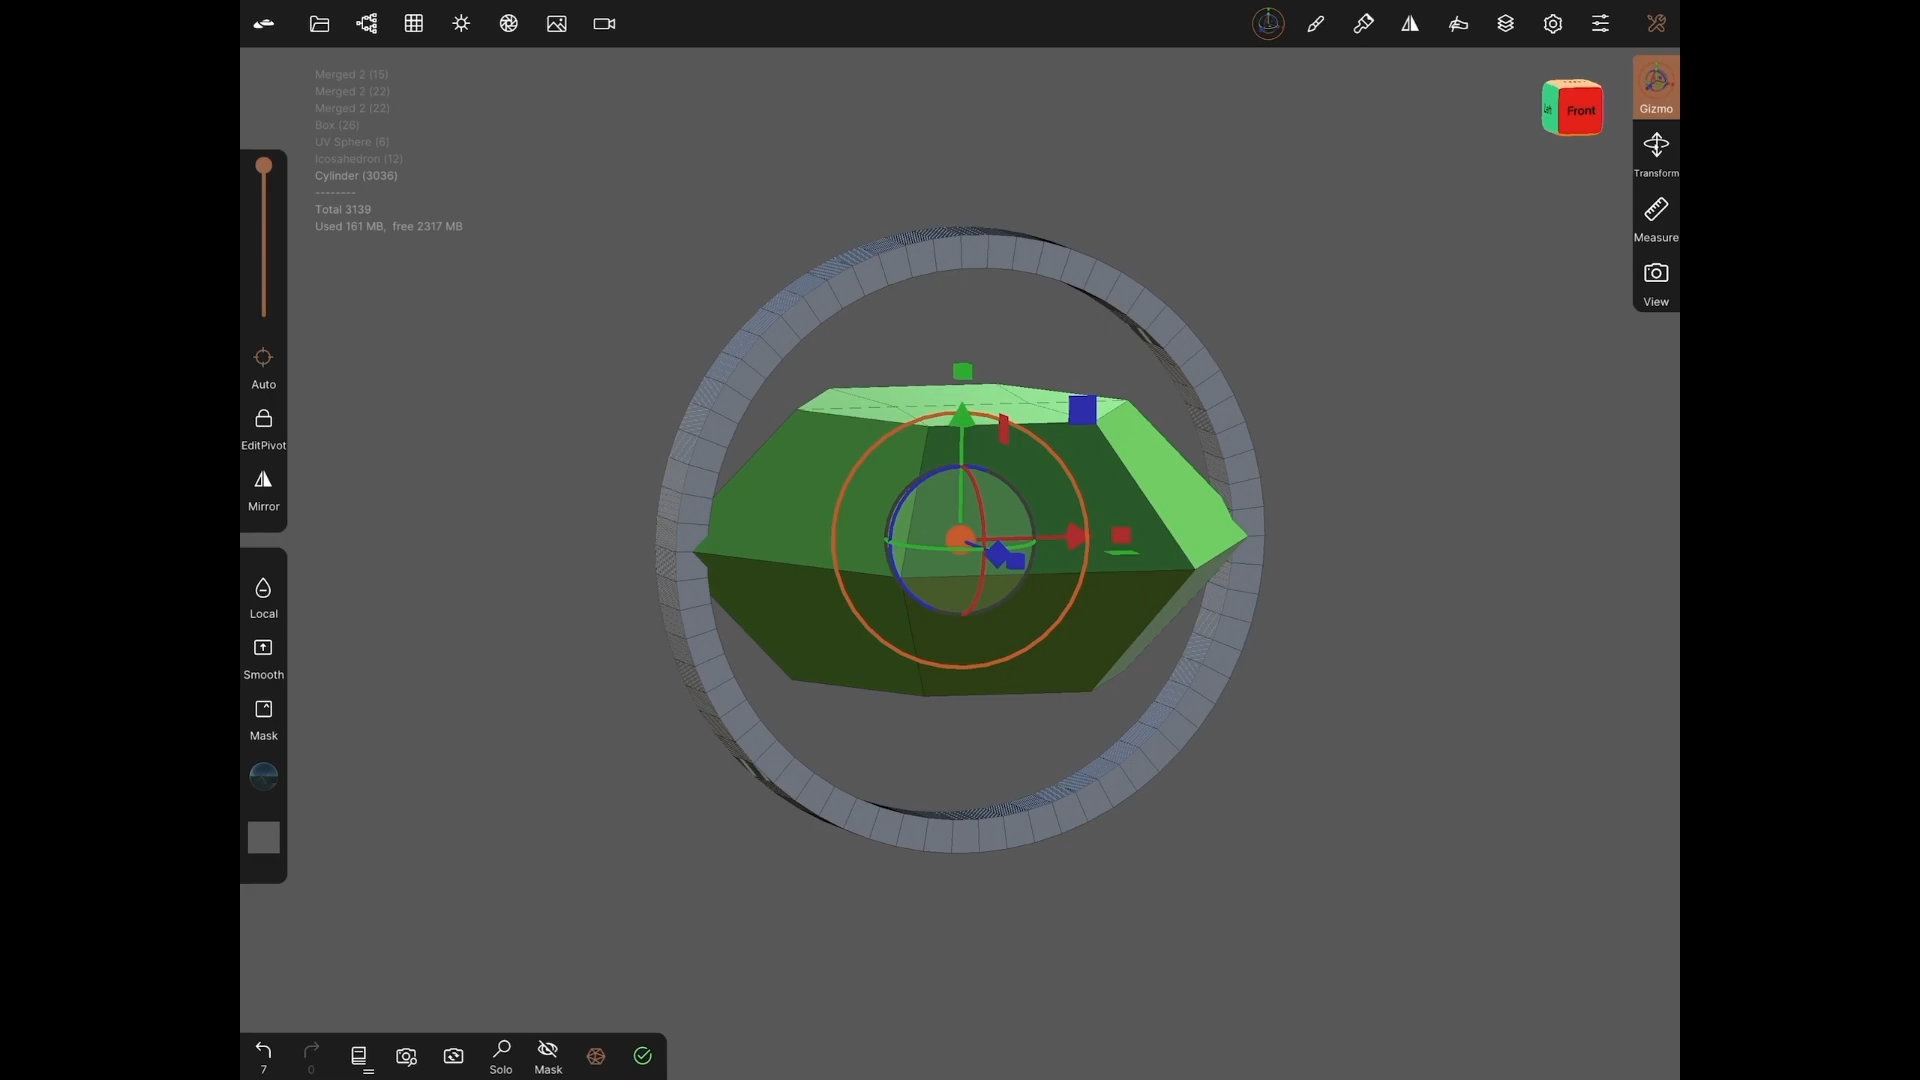 Merged 2 (15)
Merged 2 (22)
Merged 2 (22)
Box (26)
UV Sphere (6)
Icosahedron (12)
Cylinder (3036)
--------
Total 3139
Used 161 MB, free 2317 MB
Left
Front
Gizmo
Transform
Measure
View
Auto
EditPivot
Mirror
Local
Smooth
Mask
7
0
Solo
Mask